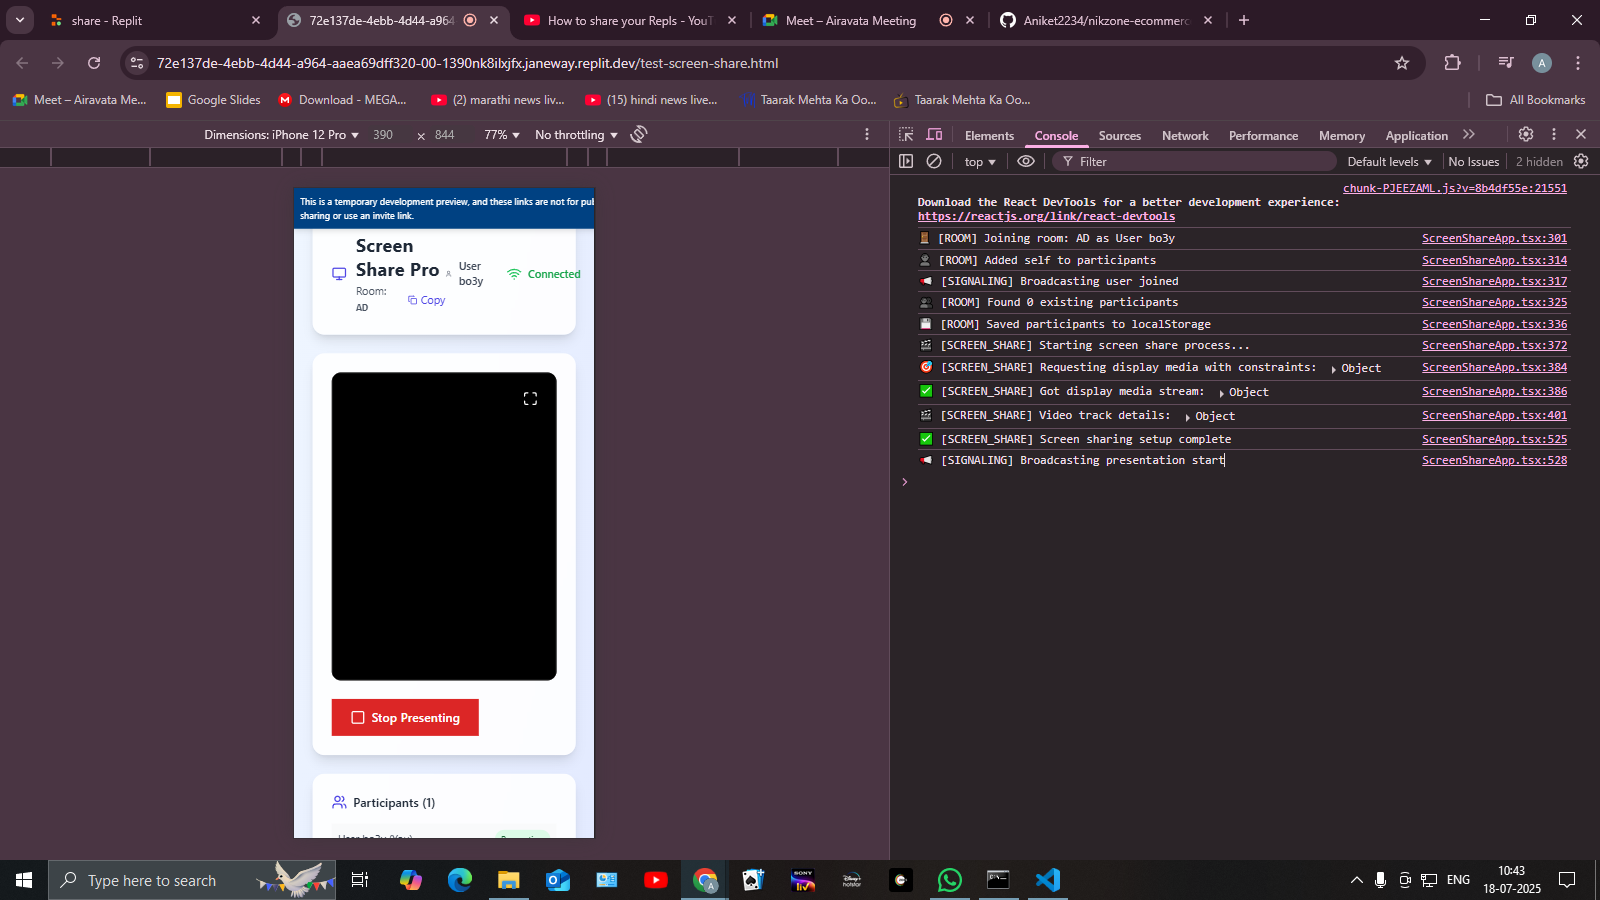 share - Replit
72e137de-4ebb-4d44-a964
How to share your Repls - YouT
Meet – Airavata Meeting
Aniket2234/nikzone-ecommerc
72e137de-4ebb-4d44-a964-aaea69dff320-00-1390nk8ilxjfx.janeway.replit.dev/test-screen-share.html
A
Meet – Airavata Me...
Google Slides
Download - MEGA...
(2) marathi news liv...
(15) hindi news live...
Taarak Mehta Ka Oo...
Taarak Mehta Ka Oo...
All Bookmarks
Dimensions: iPhone 12 Pro
390
×
844
77%
No throttling
Elements
Console
Sources
Network
Performance
Memory
Application
top
Filter
Default levels
No Issues
2 hidden
This is a temporary development preview, and these links are not for pub
sharing or use an invite link.
Screen
Share Pro
Room:
AD
Copy
User
bo3y
Connected
Stop Presenting
Participants (1)
chunk-PJEEZAML.js?v=8b4df55e:21551
Download the React DevTools for a better development experience:
https://reactjs.org/link/react-devtools
[ROOM] Joining room: AD as User bo3y ScreenShareApp.tsx:301
[ROOM] Added self to participants ScreenShareApp.tsx:314
[SIGNALING] Broadcasting user joined ScreenShareApp.tsx:317
[ROOM] Found 0 existing participants ScreenShareApp.tsx:325
[ROOM] Saved participants to localStorage ScreenShareApp.tsx:336
[SCREEN_SHARE] Starting screen share process... ScreenShareApp.tsx:372
[SCREEN_SHARE] Requesting display media with constraints: Object ScreenShareApp.tsx:384
[SCREEN_SHARE] Got display media stream: Object ScreenShareApp.tsx:386
[SCREEN_SHARE] Video track details: Object ScreenShareApp.tsx:401
[SCREEN_SHARE] Screen sharing setup complete ScreenShareApp.tsx:525
[SIGNALING] Broadcasting presentation start ScreenShareApp.tsx:528
Type here to search
SONY
liv
hotstar
ENG
10:43
18-07-2025